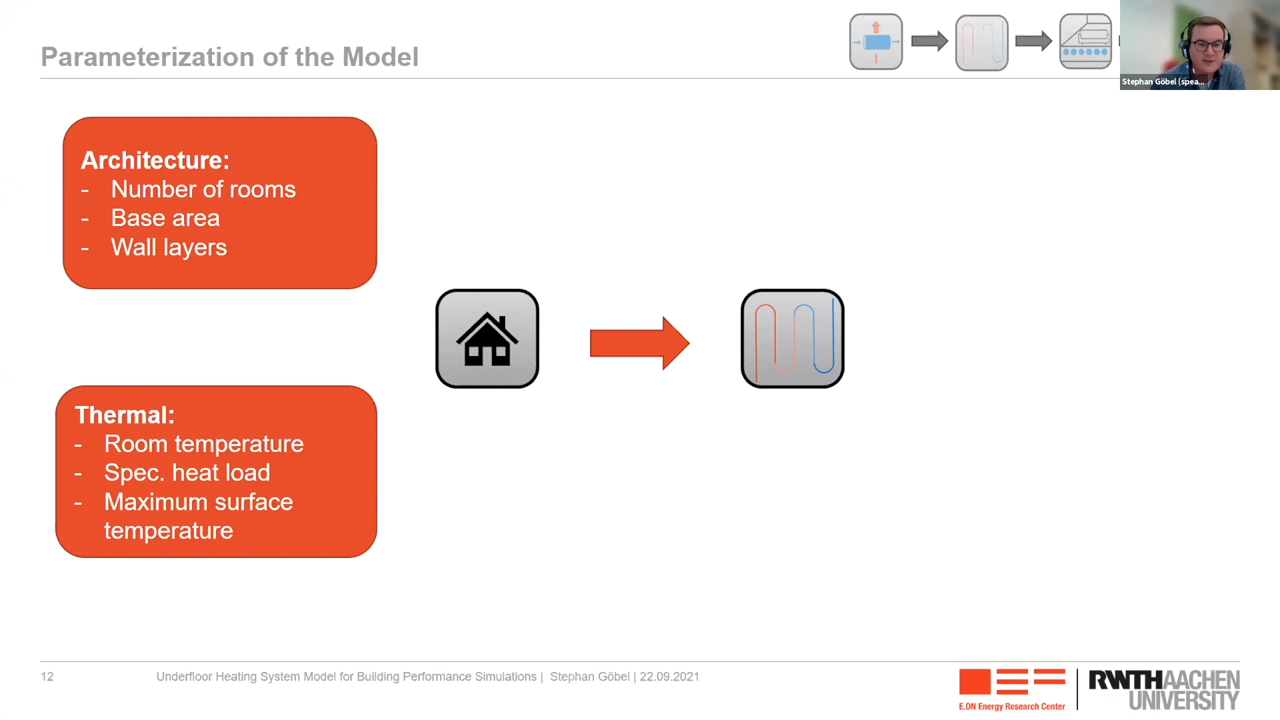 Parameterization of the Model
Stephan Göbel (spea...
Architecture:
- Number of rooms
- Base area
- Wall layers
Thermal:
- Room temperature
- Spec. heat load
- Maximum surface
temperature
12
Underfloor Heating System Model for Building Performance Simulations | Stephan Göbel | 22.09.2021
E.ON Energy Research Center
RWTHAACHEN
UNIVERSITY